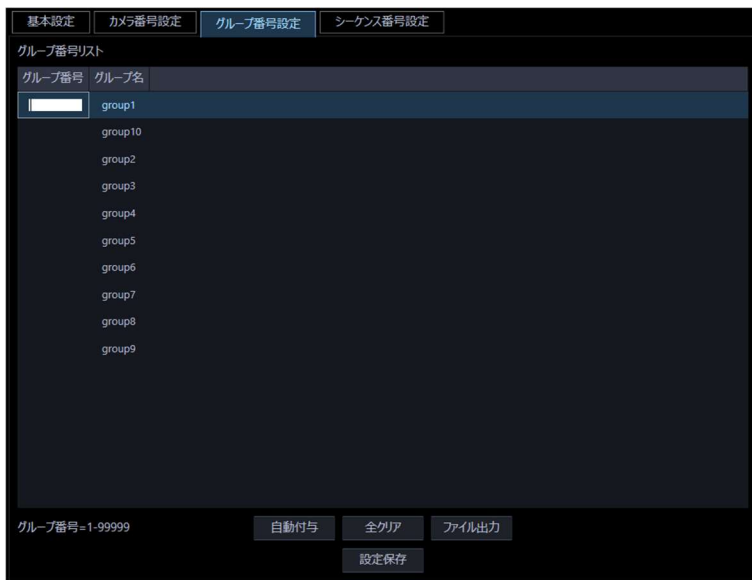 基本設定 カメラ番号設定 グループ番号設定 シーケンス番号設定
グループ番号リスト
グループ番号 グループ名
group1
group10
group2
group3
group4
group5
group6
group7
group8
group9
グループ番号=1-99999 自動付与 全クリア ファイル出力
設定保存